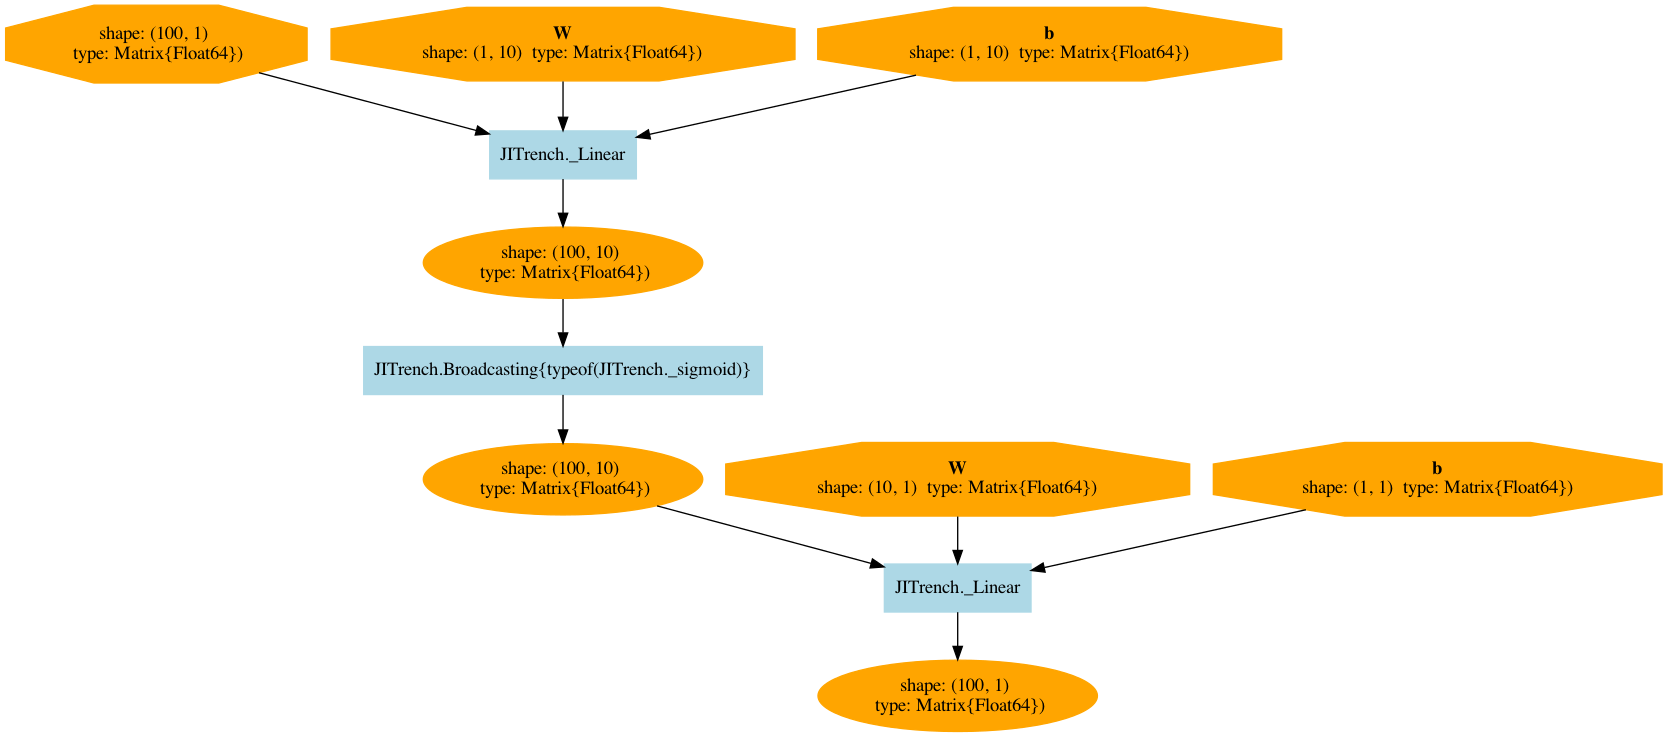 shape: (100, 1)
type: Matrix{Float64})
W
shape: (1, 10)  type: Matrix{Float64})
b
shape: (1, 10)  type: Matrix{Float64})
JITrench._Linear
shape: (100, 10)
type: Matrix{Float64})
JITrench.Broadcasting{typeof(JITrench._sigmoid)}
shape: (100, 10)
type: Matrix{Float64})
W
shape: (10, 1)  type: Matrix{Float64})
b
shape: (1, 1)  type: Matrix{Float64})
JITrench._Linear
shape: (100, 1)
type: Matrix{Float64})